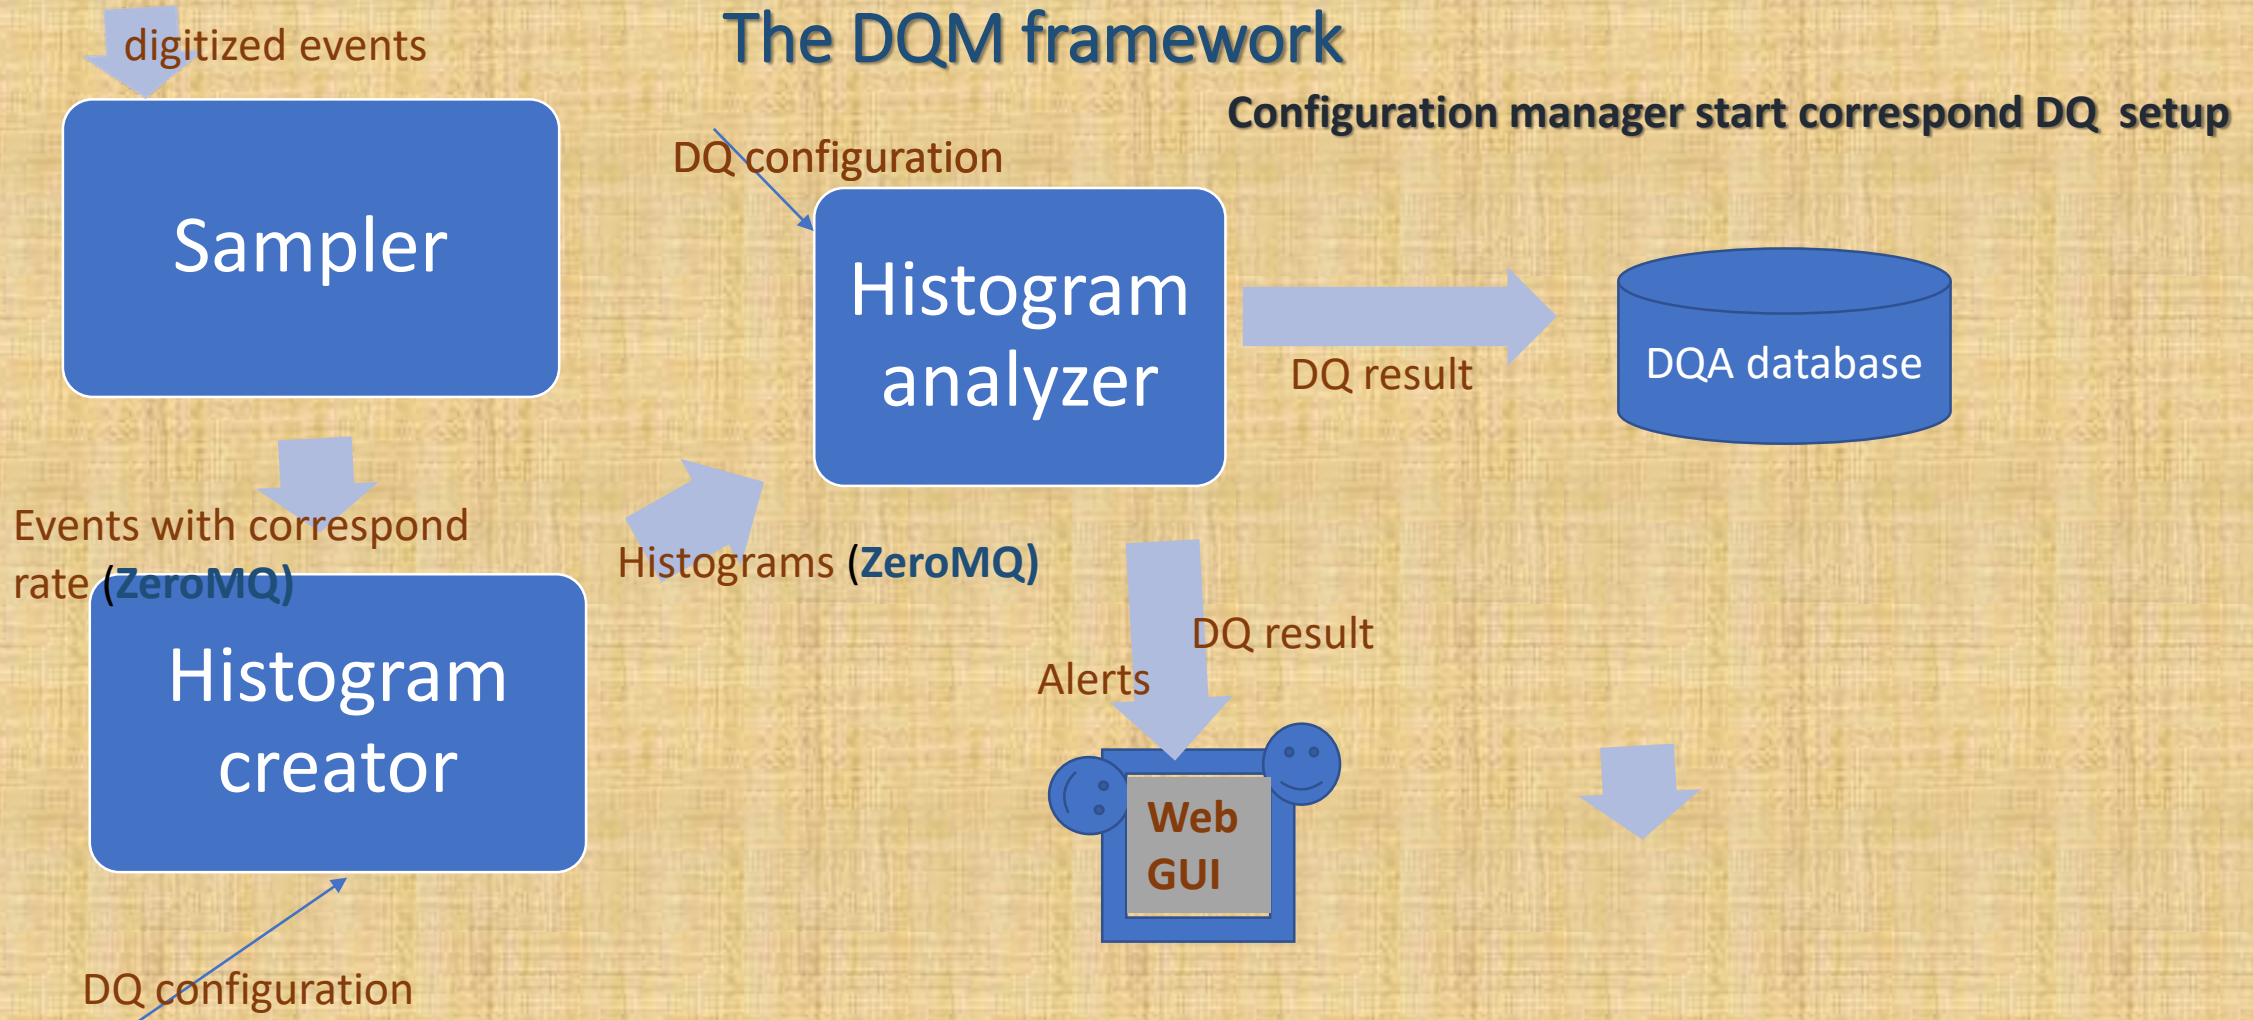 The DQM framework
digitized events
Configuration manager start correspond DQ setup
Sampler
DQ configuration
Histogram
analyzer
DQ result
DQA database
Events with correspond
rate (ZeroMQ)
Histograms (ZeroMQ)
Histogram
creator
DQ result
Alerts
Web
GUI
DQ configuration